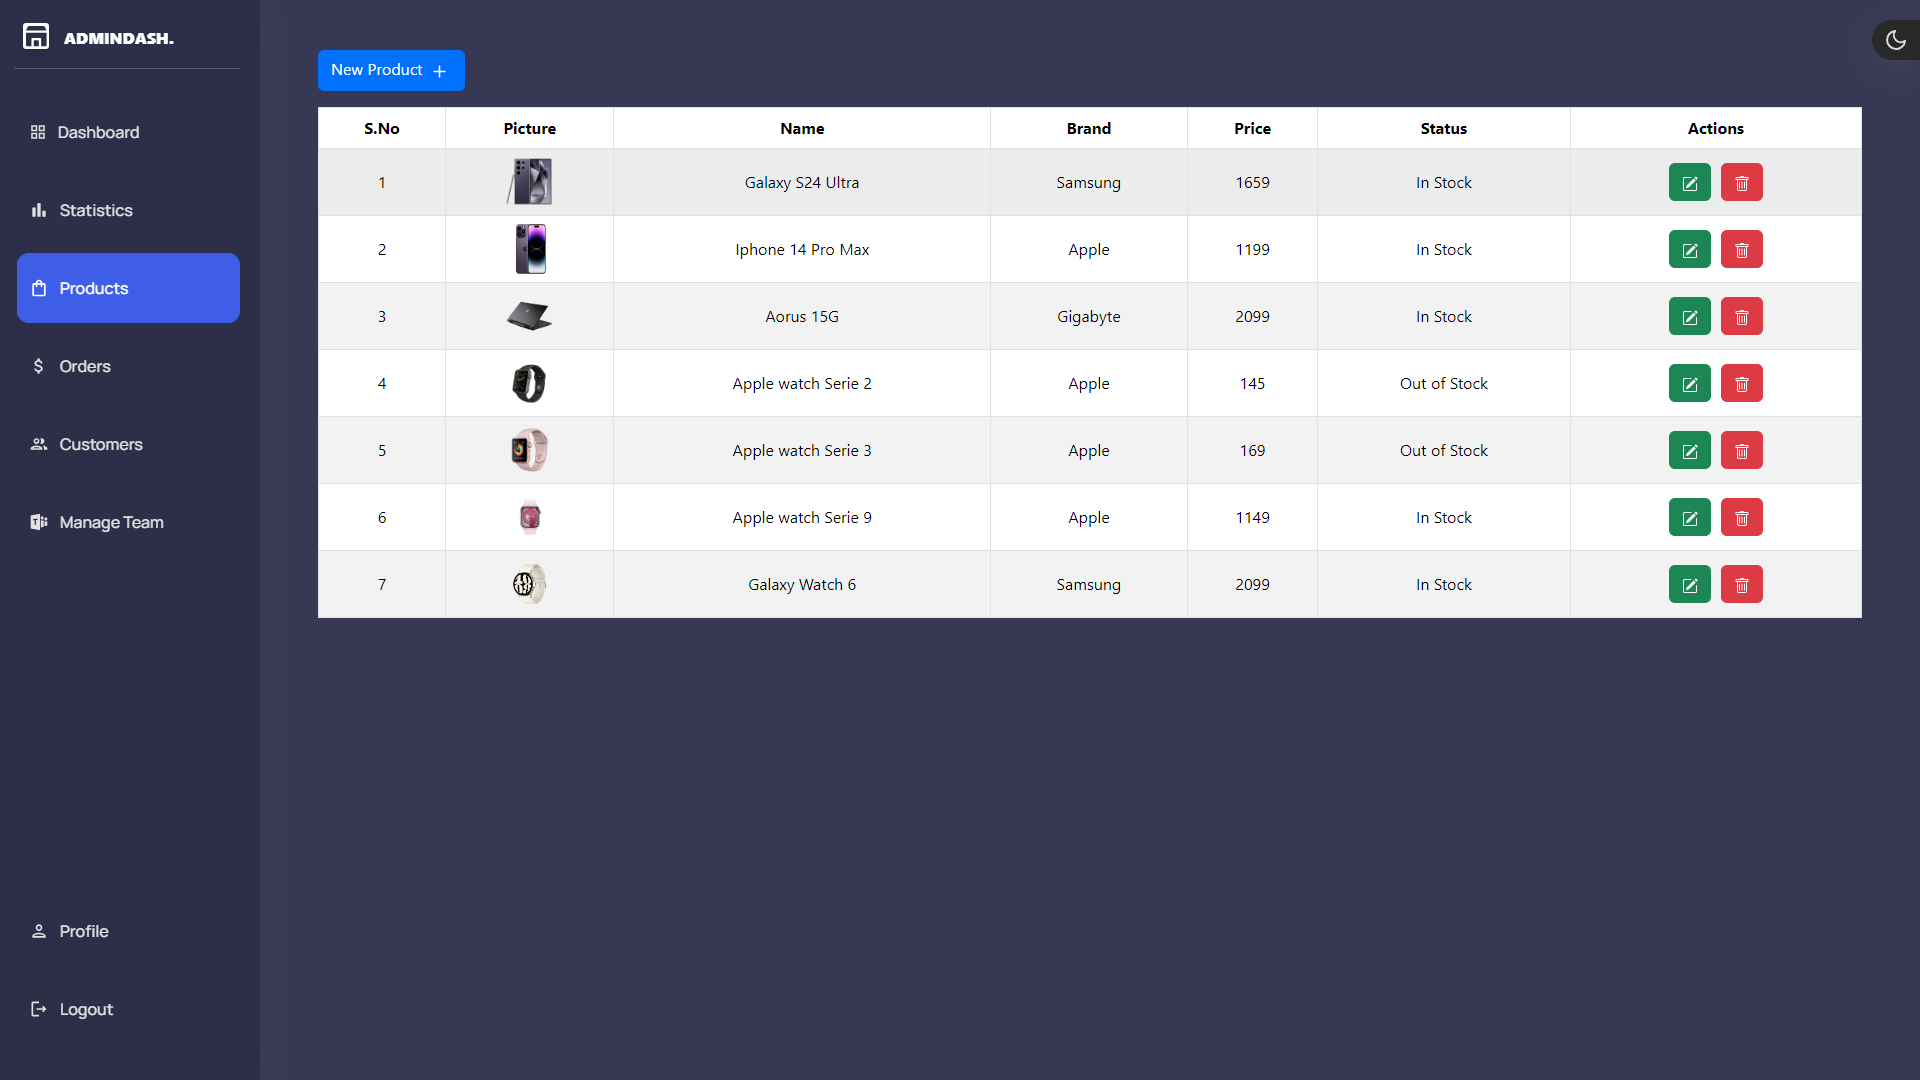 ADMINDASH.
Dashboard
Statistics
Products
Orders
Customers
Manage Team
Profile
Logout
New Product +
S.No Picture Name Brand Price Status Actions
1 Galaxy S24 Ultra Samsung 1659 In Stock
2 Iphone 14 Pro Max Apple 1199 In Stock
3 Aorus 15G Gigabyte 2099 In Stock
4 Apple watch Serie 2 Apple 145 Out of Stock
5 Apple watch Serie 3 Apple 169 Out of Stock
6 Apple watch Serie 9 Apple 1149 In Stock
7 Galaxy Watch 6 Samsung 2099 In Stock